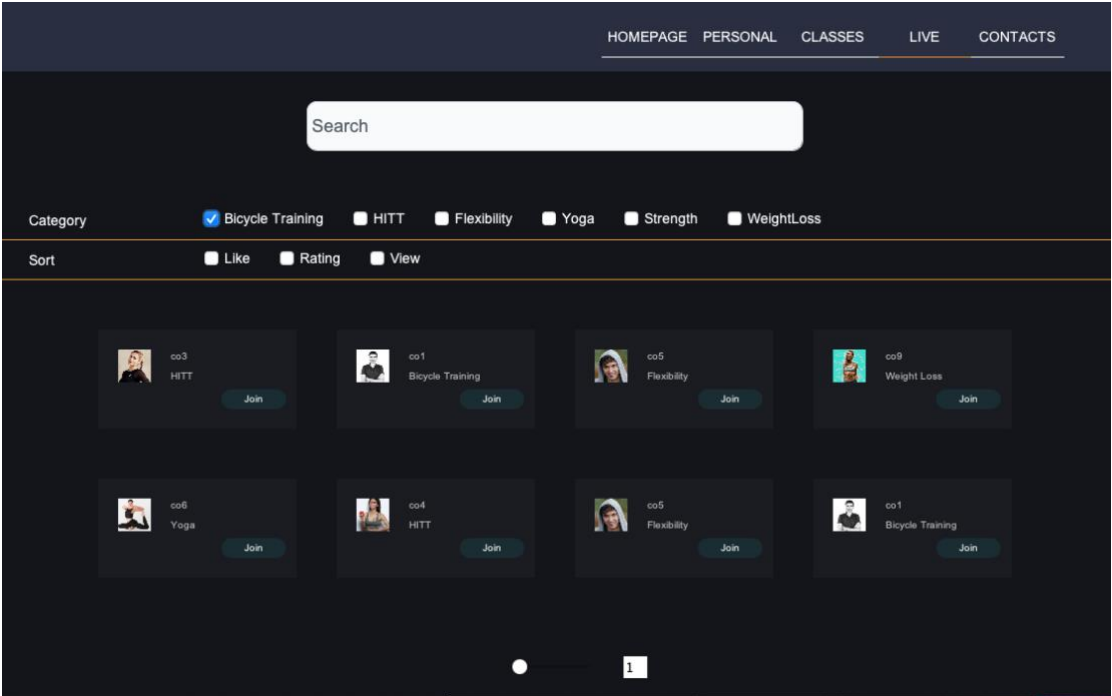 HOMEPAGE PERSONAL CLASSES LIVE CONTACTS
Search
Category Bicycle Training HITT Flexibility Yoga Strength WeightLoss
Sort Like Rating View
co3 co1 co5 co9
HITT Bicycle Training Flexibility Weight Loss
Join Join Join Join
co6 co4 co5 co1
Yoga HITT Flexibility Bicycle Training
Join Join Join Join
1